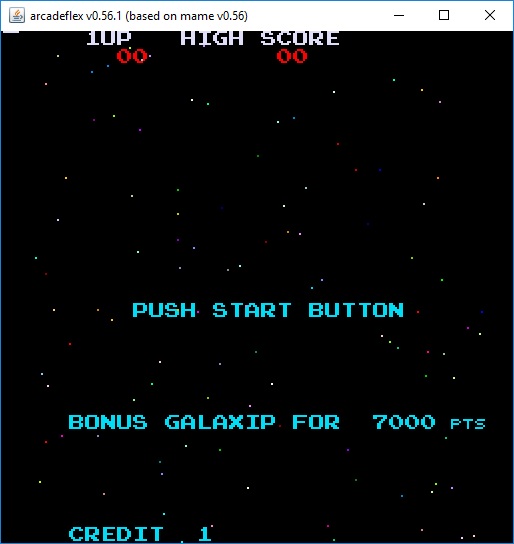 arcadeflex v0.56.1 (based on mame v0.56)
1UP HIGH SCORE
00 00
PUSH START BUTTON
BONUS GALAXIP FOR 7000 PTS
CREDIT 1